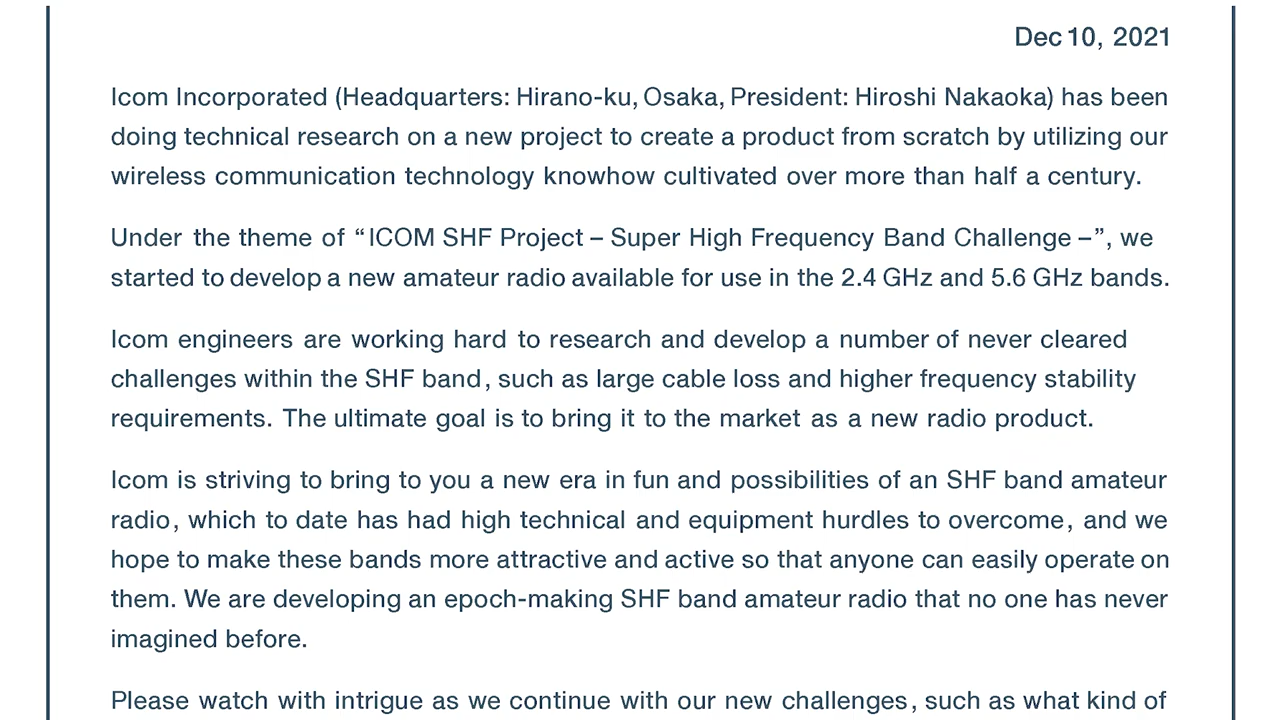 Dec 10, 2021
Icom Incorporated (Headquarters: Hirano-ku, Osaka, President: Hiroshi Nakaoka) has been
doing technical research on a new project to create a product from scratch by utilizing our
wireless communication technology knowhow cultivated over more than half a century.
Under the theme of “ICOM SHF Project – Super High Frequency Band Challenge –”, we
started to develop a new amateur radio available for use in the 2.4 GHz and 5.6 GHz bands.
Icom engineers are working hard to research and develop a number of never cleared
challenges within the SHF band, such as large cable loss and higher frequency stability
requirements. The ultimate goal is to bring it to the market as a new radio product.
Icom is striving to bring to you a new era in fun and possibilities of an SHF band amateur
radio, which to date has had high technical and equipment hurdles to overcome, and we
hope to make these bands more attractive and active so that anyone can easily operate on
them. We are developing an epoch-making SHF band amateur radio that no one has never
imagined before.
Please watch with intrigue as we continue with our new challenges, such as what kind of